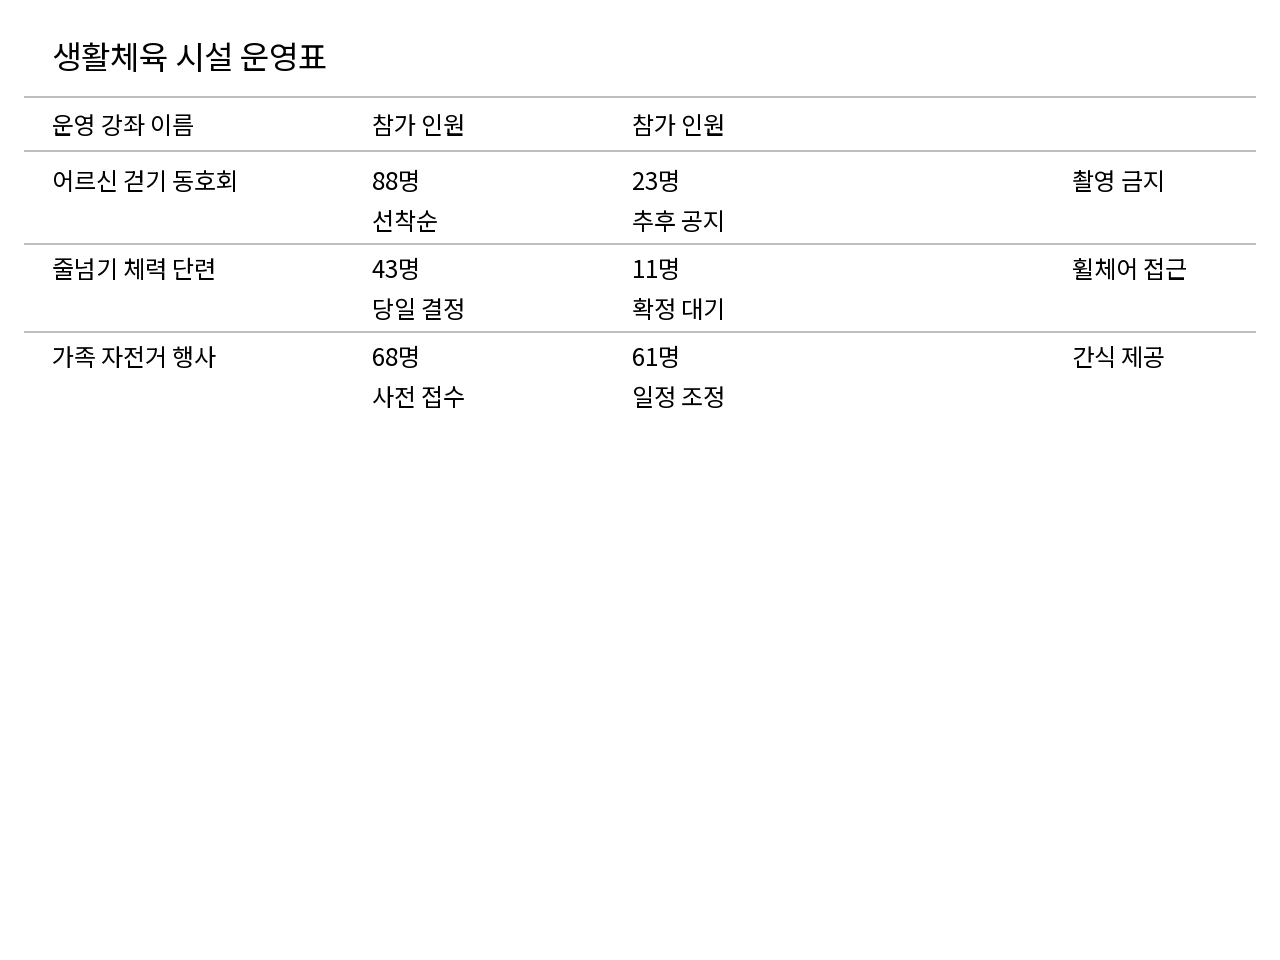 생활체육 시설 운영표
운영 강좌 이름 참가 인원 참가 인원
어르신 걷기 동호회 88명 23명 촬영 금지
선착순 추후 공지
줄넘기 체력 단련 43명 11명 휠체어 접근
당일 결정 확정 대기
가족 자전거 행사 68명 61명 간식 제공
사전 접수 일정 조정